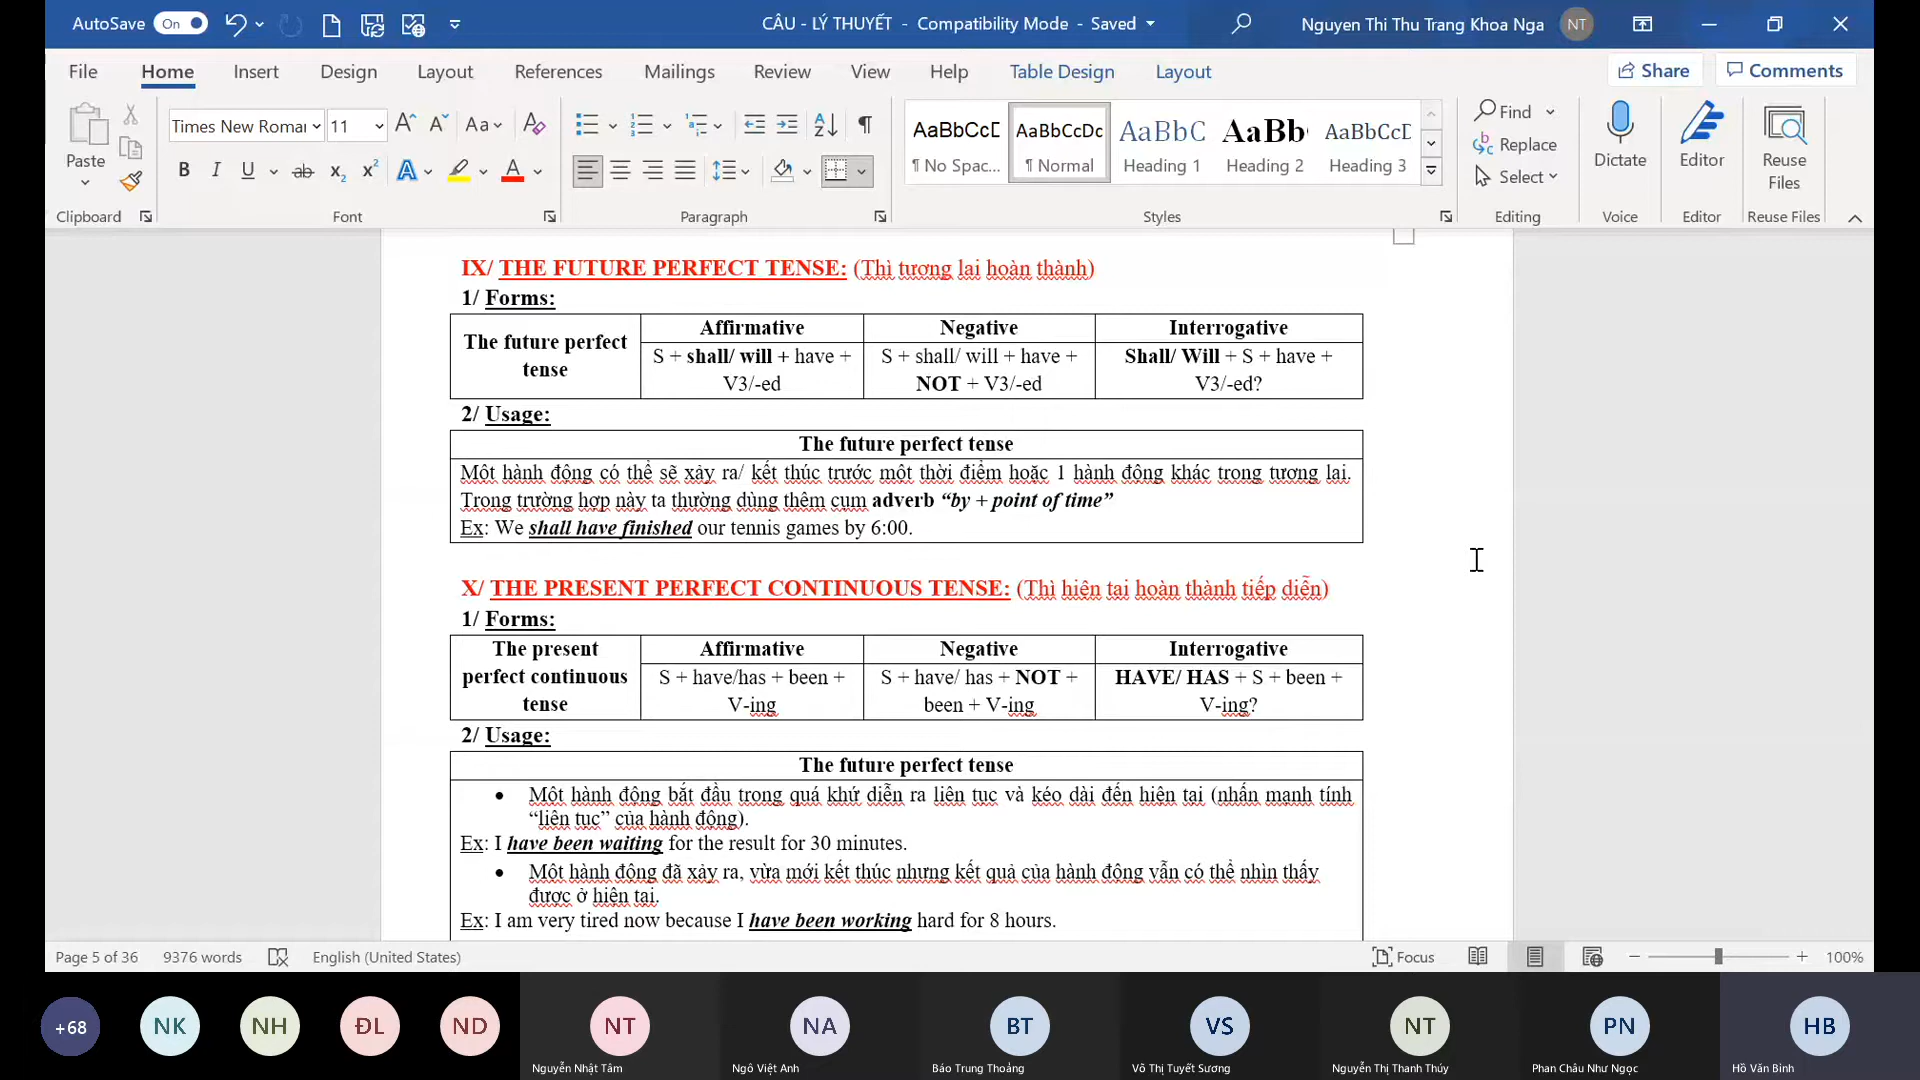 AutoSave On CÂU - LÝ THUYẾT - Compatibility Mode - Saved Nguyen Thi Thu Trang Khoa Nga NT
File Home Insert Design Layout References Mailings Review View Help Table Design Layout Share Comments
Paste
Clipboard
Times New Romar 11
Aa
B I U ab x₂ x² A A
Font
Paragraph
AaBbCcD ¶ No Spac...
AaBbCcDc ¶ Normal
AaBbC Heading 1
AaBb Heading 2
AaBbCcD Heading 3
Styles
Find
Replace
Select
Editing
Dictate
Voice
Editor
Editor
Reuse Files
Reuse Files
IX/ THE FUTURE PERFECT TENSE: (Thì tương lai hoàn thành)
1/ Forms:
The future perfect tense
Affirmative
S + shall/ will + have +
V3/-ed
Negative
S + shall/ will + have +
NOT + V3/-ed
Interrogative
Shall/ Will + S + have +
V3/-ed?
2/ Usage:
The future perfect tense
Một hành động có thể sẽ xảy ra/ kết thúc trước một thời điểm hoặc 1 hành động khác trong tương lai.
Trong trường hợp này ta thường dùng thêm cụm adverb “by + point of time”
Ex: We shall have finished our tennis games by 6:00.
X/ THE PRESENT PERFECT CONTINUOUS TENSE: (Thì hiện tại hoàn thành tiếp diễn)
1/ Forms:
The present
perfect continuous
tense
Affirmative
S + have/has + been +
V-ing
Negative
S + have/ has + NOT +
been + V-ing
Interrogative
HAVE/ HAS + S + been +
V-ing?
2/ Usage:
The future perfect tense
• Một hành động bắt đầu trong quá khứ diễn ra liên tục và kéo dài đến hiện tại (nhấn mạnh tính
“liên tục” của hành động).
Ex: I have been waiting for the result for 30 minutes.
• Một hành động đã xảy ra, vừa mới kết thúc nhưng kết quả của hành động vẫn có thể nhìn thấy
được ở hiện tại.
Ex: I am very tired now because I have been working hard for 8 hours.
Page 5 of 36 9376 words English (United States) Focus 100%
+68 NK NH ĐL ND NT NA BT VS NT PN HB
Nguyễn Nhật Tâm Ngô Việt Anh Báo Trung Thoảng Võ Thị Tuyết Sương Nguyễn Thị Thanh Thúy Phan Châu Như Ngọc Hồ Văn Bình